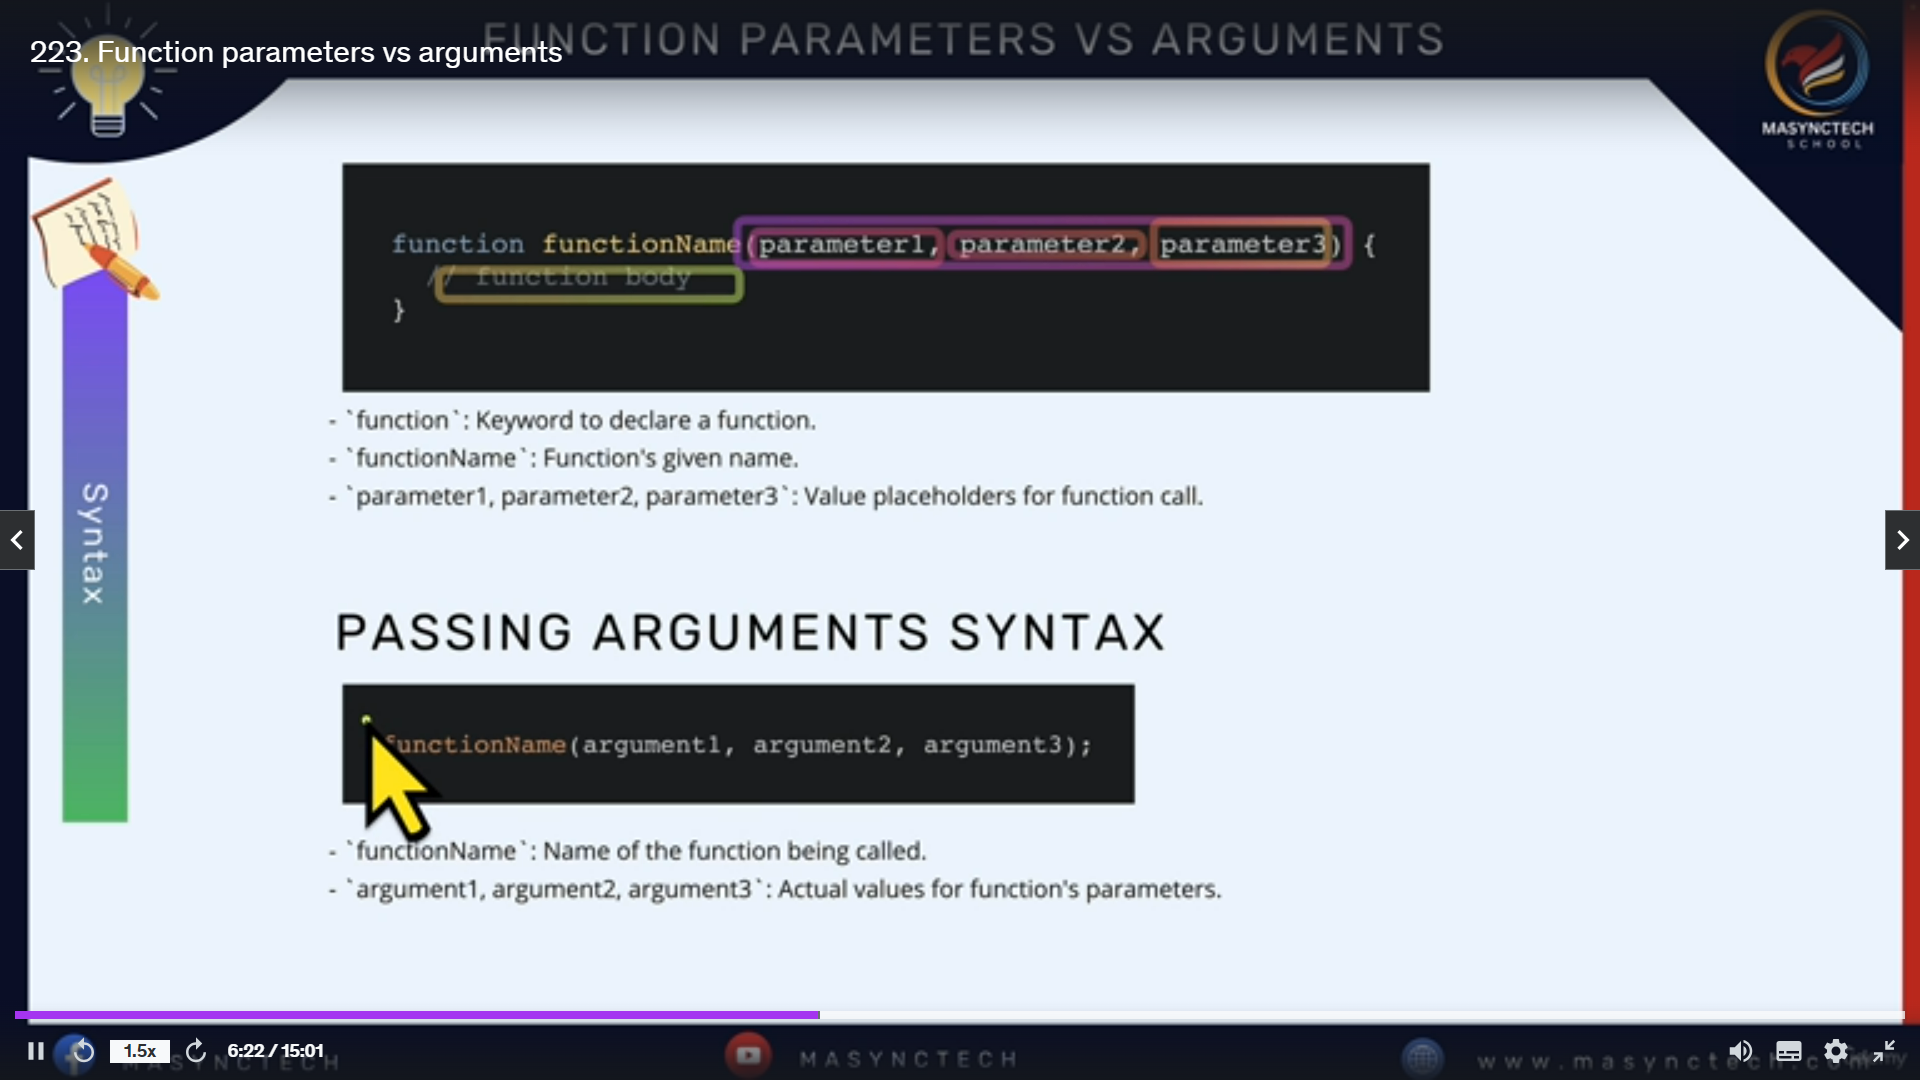 FUNCTION PARAMETERS VS ARGUMENTS
223. Function parameters vs arguments
MASYNCTECH
SCHOOL
function functionName(parameter1, parameter2, parameter3) {
// function body
}
- `function`: Keyword to declare a function.
- `functionName`: Function's given name.
- `parameter1, parameter2, parameter3`: Value placeholders for function call.
Syntax
PASSING ARGUMENTS SYNTAX
functionName(argument1, argument2, argument3);
- `functionName`: Name of the function being called.
- `argument1, argument2, argument3`: Actual values for function's parameters.
1.5x
6:22 / 15:01
MASYNCTECH
MASYNCTECH
www.masynctech.com